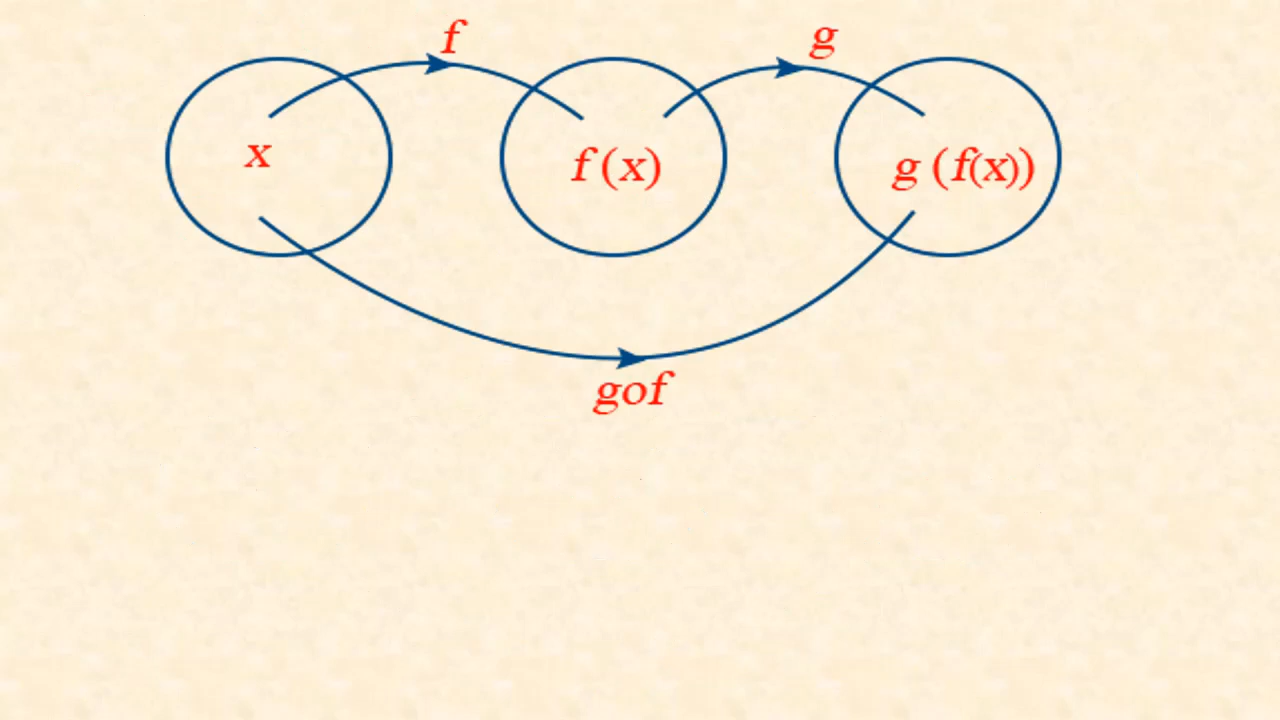 f
g
x
f (x)
g (f(x))
gof